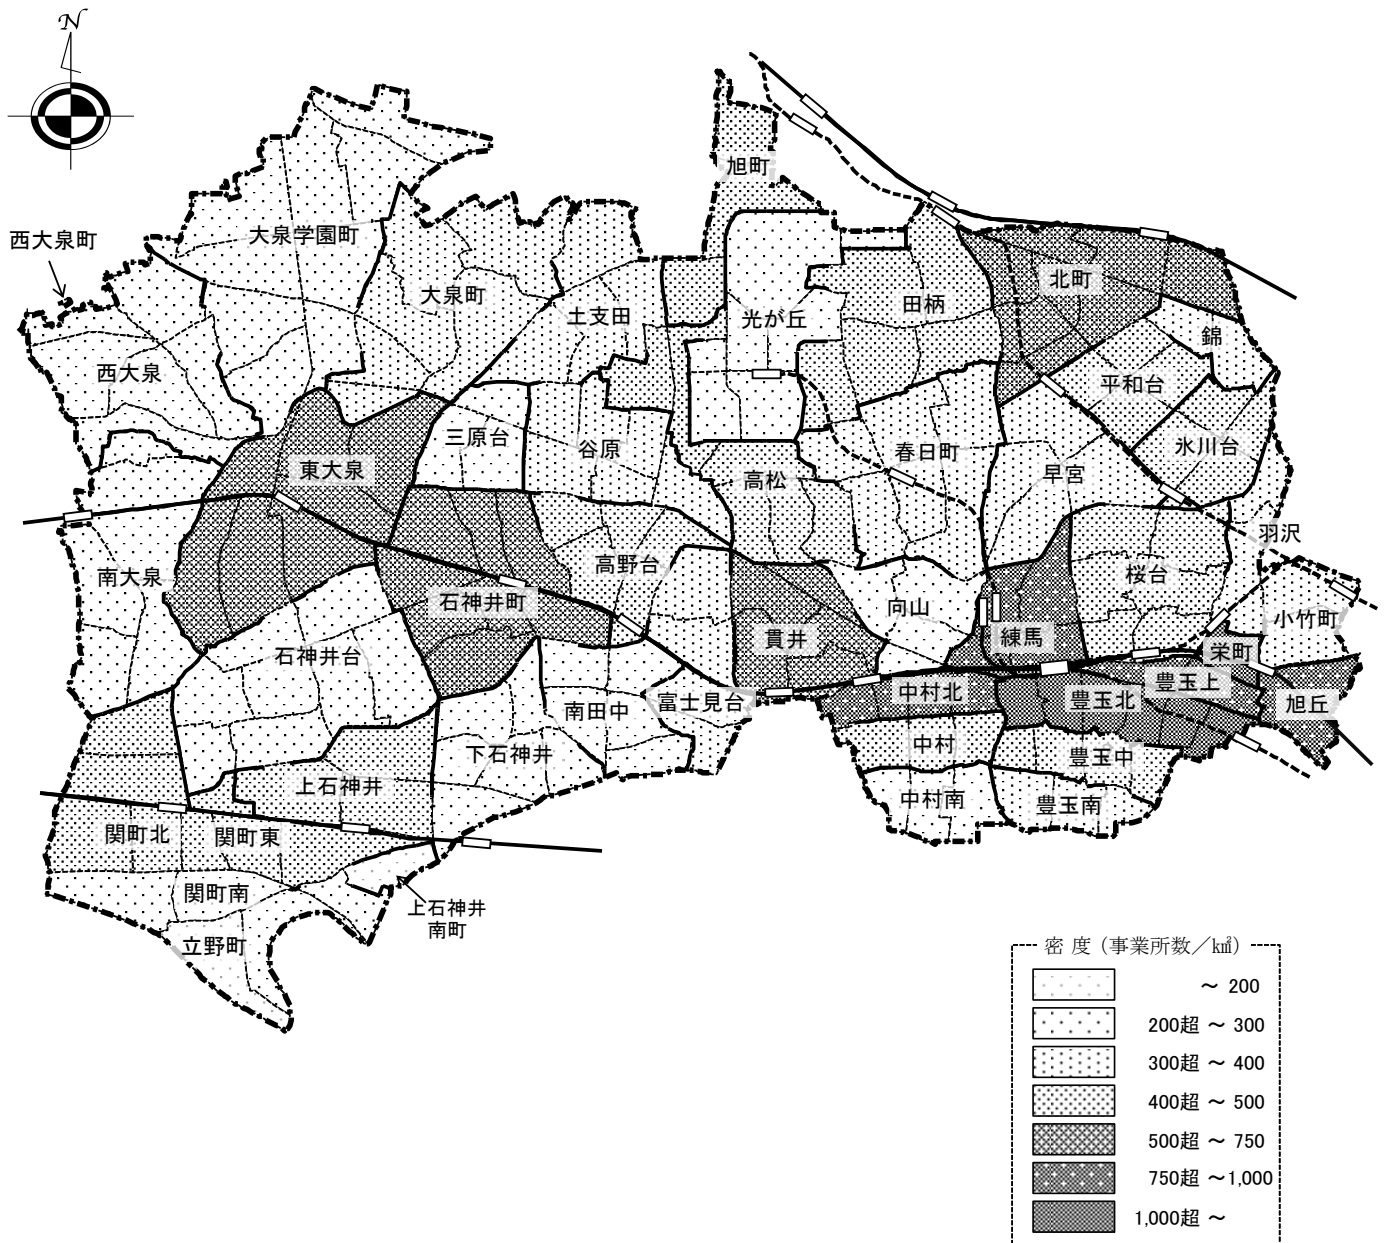 N
旭町
西大泉町
大泉学園町
大泉町
土支田
光が丘
田柄
北町
錦
西大泉
平和台
三原台
谷原
春日町
氷川台
東大泉
高松
早宮
羽沢
南大泉
高野台
桜台
石神井町
向山
小竹町
石神井台
貫井
練馬
栄町
豊玉上
富士見台
中村北
豊玉北
旭丘
南田中
下石神井
中村
豊玉中
上石神井
中村南
豊玉南
関町北
関町東
関町南
上石神井
南町
立野町
密 度（事業所数／㎢）
～ 200
200超 ～ 300
300超 ～ 400
400超 ～ 500
500超 ～ 750
750超 ～1,000
1,000超 ～